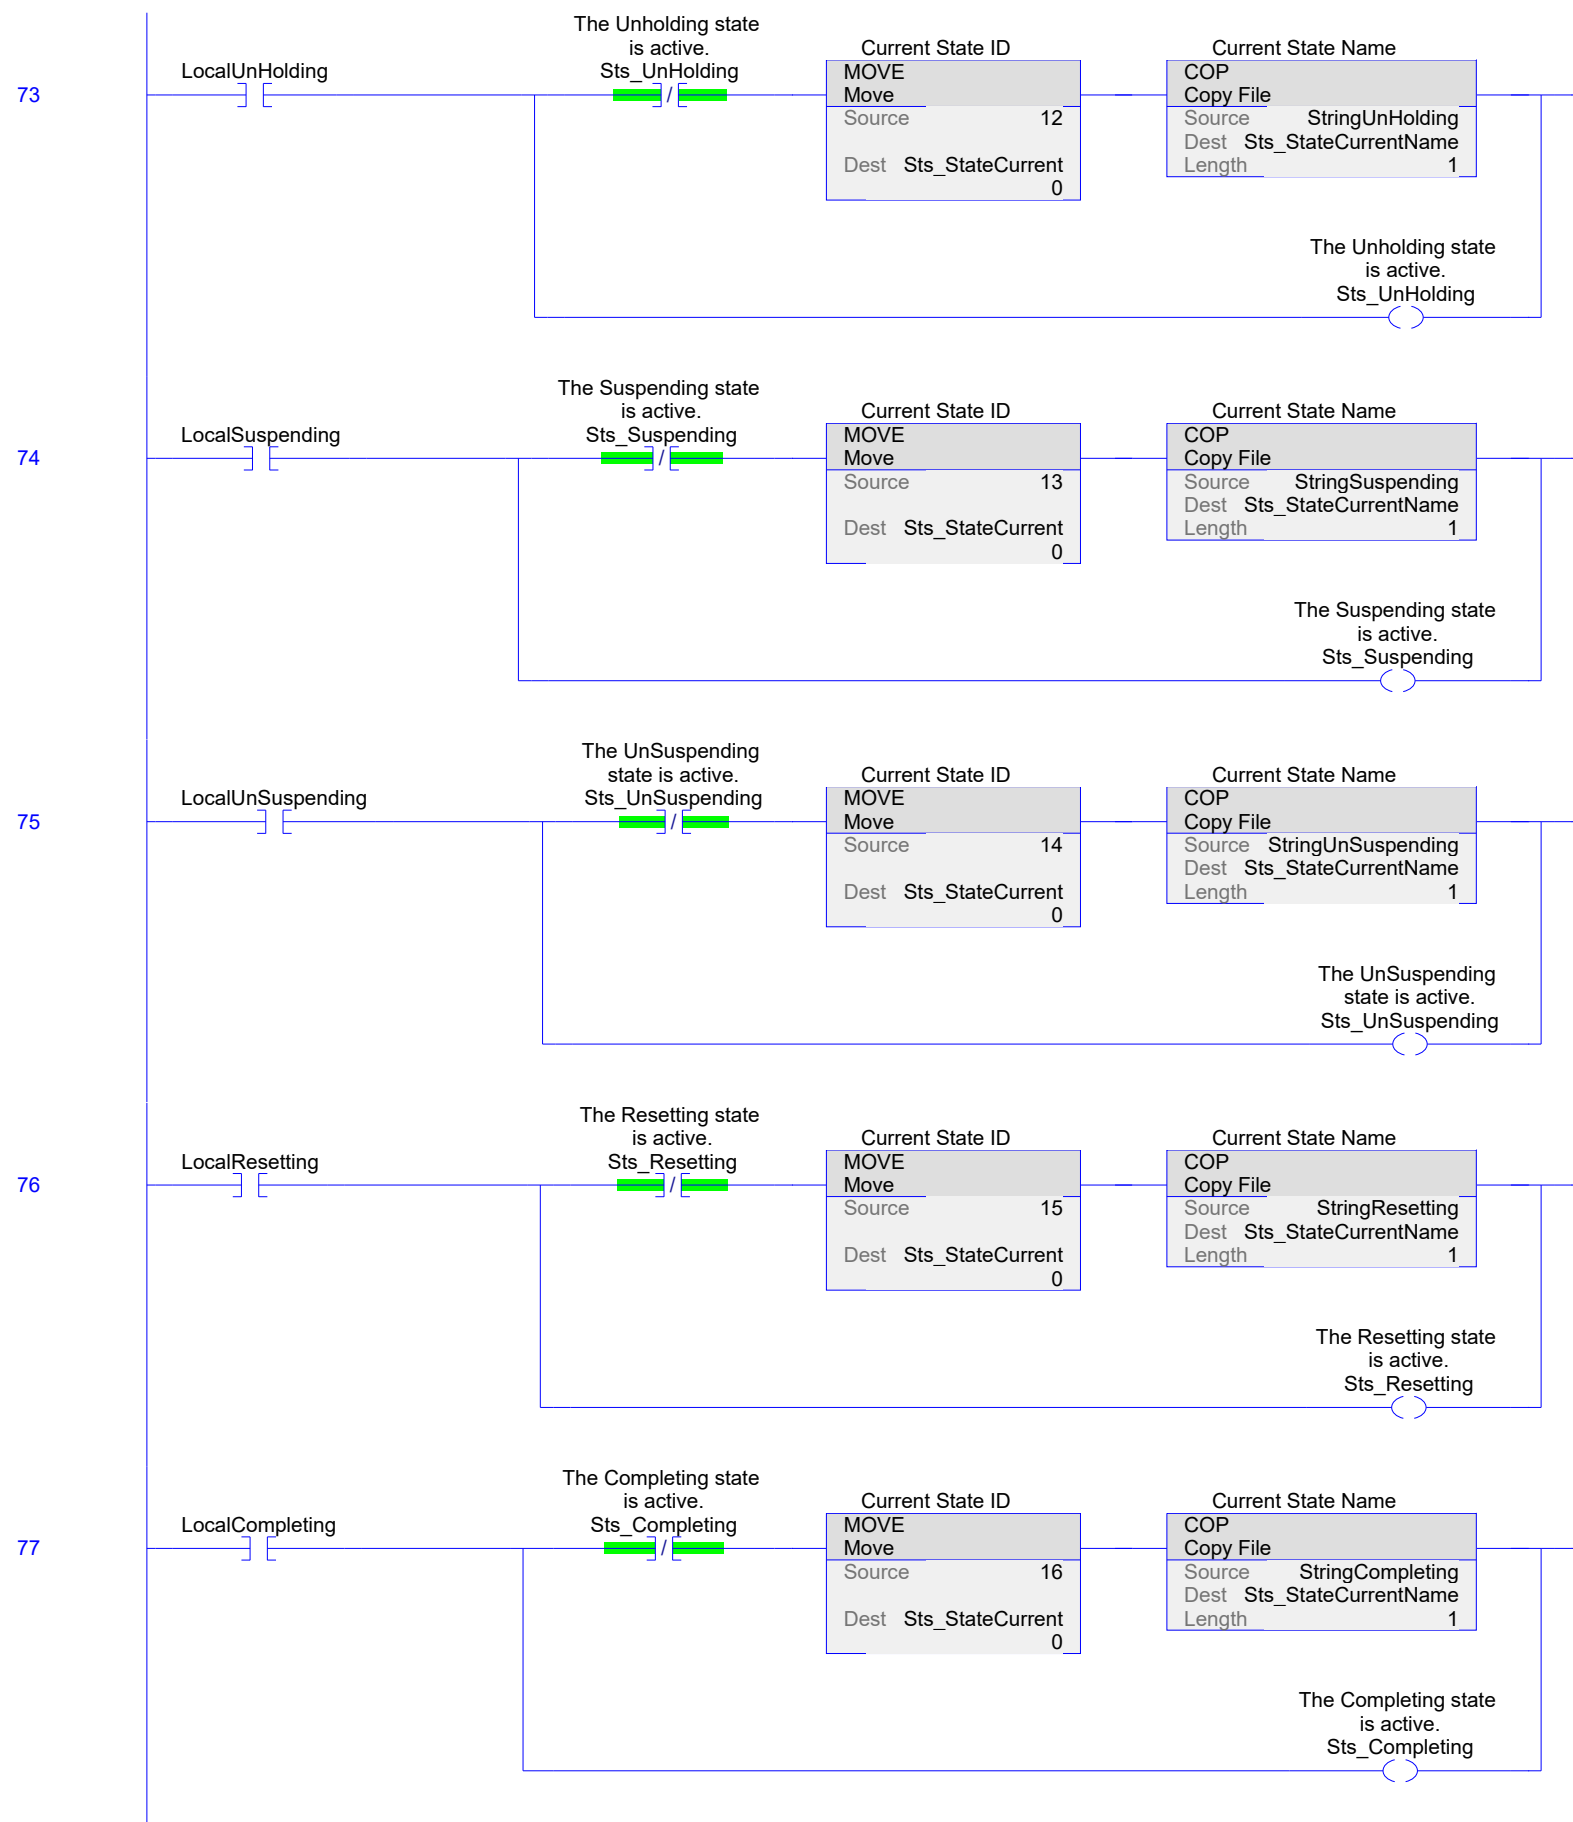 The Unholding state
is active.
Sts_UnHolding
Current State ID
Current State Name
73
LocalUnHolding
/
MOVE
Move
Source 12
Dest Sts_StateCurrent
0
COP
Copy File
Source StringUnHolding
Dest Sts_StateCurrentName
Length 1
The Unholding state
is active.
Sts_UnHolding
The Suspending state
is active.
Sts_Suspending
Current State ID
Current State Name
74
LocalSuspending
/
MOVE
Move
Source 13
Dest Sts_StateCurrent
0
COP
Copy File
Source StringSuspending
Dest Sts_StateCurrentName
Length 1
The Suspending state
is active.
Sts_Suspending
The UnSuspending
state is active.
Sts_UnSuspending
Current State ID
Current State Name
75
LocalUnSuspending
/
MOVE
Move
Source 14
Dest Sts_StateCurrent
0
COP
Copy File
Source StringUnSuspending
Dest Sts_StateCurrentName
Length 1
The UnSuspending
state is active.
Sts_UnSuspending
The Resetting state
is active.
Sts_Resetting
Current State ID
Current State Name
76
LocalResetting
/
MOVE
Move
Source 15
Dest Sts_StateCurrent
0
COP
Copy File
Source StringResetting
Dest Sts_StateCurrentName
Length 1
The Resetting state
is active.
Sts_Resetting
The Completing state
is active.
Sts_Completing
Current State ID
Current State Name
77
LocalCompleting
/
MOVE
Move
Source 16
Dest Sts_StateCurrent
0
COP
Copy File
Source StringCompleting
Dest Sts_StateCurrentName
Length 1
The Completing state
is active.
Sts_Completing